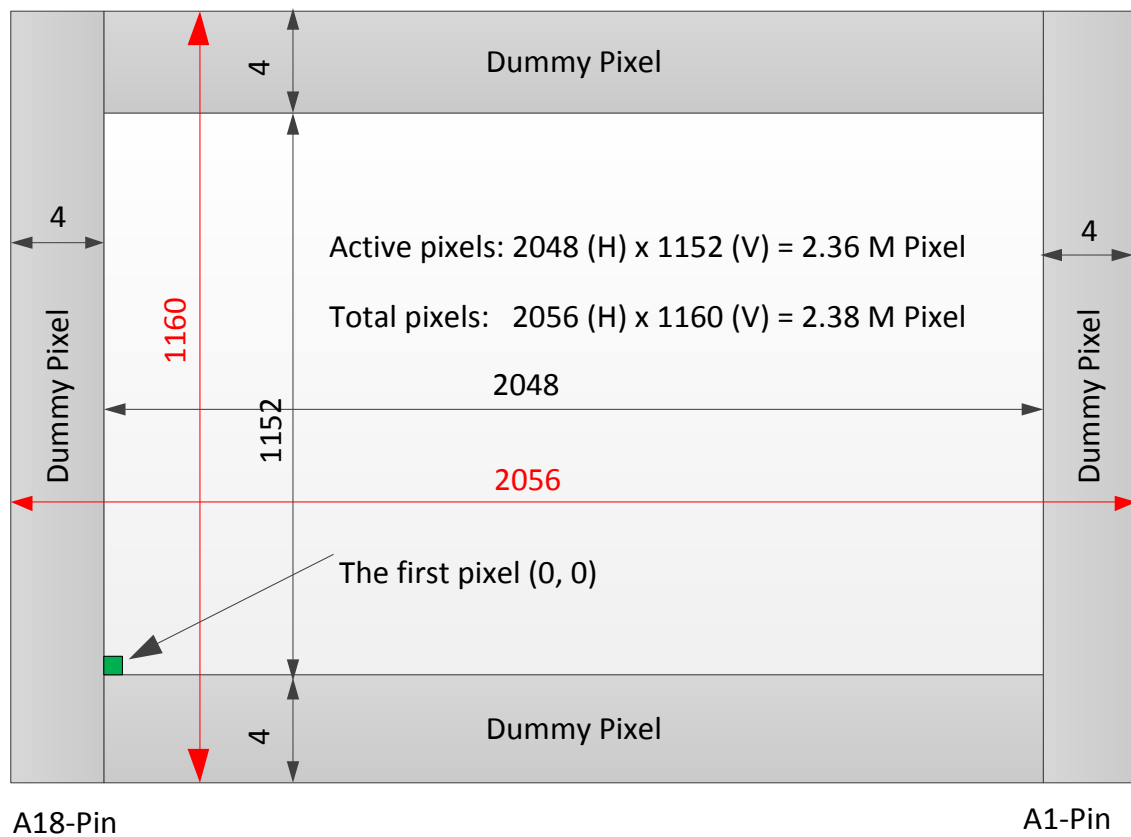 4
Dummy Pixel
4
4
Active pixels: 2048 (H) x 1152 (V) = 2.36 M Pixel
Total pixels: 2056 (H) x 1160 (V) = 2.38 M Pixel
1160
Dummy Pixel
Dummy Pixel
2048
1152
2056
The first pixel (0, 0)
4
Dummy Pixel
A18-Pin
A1-Pin